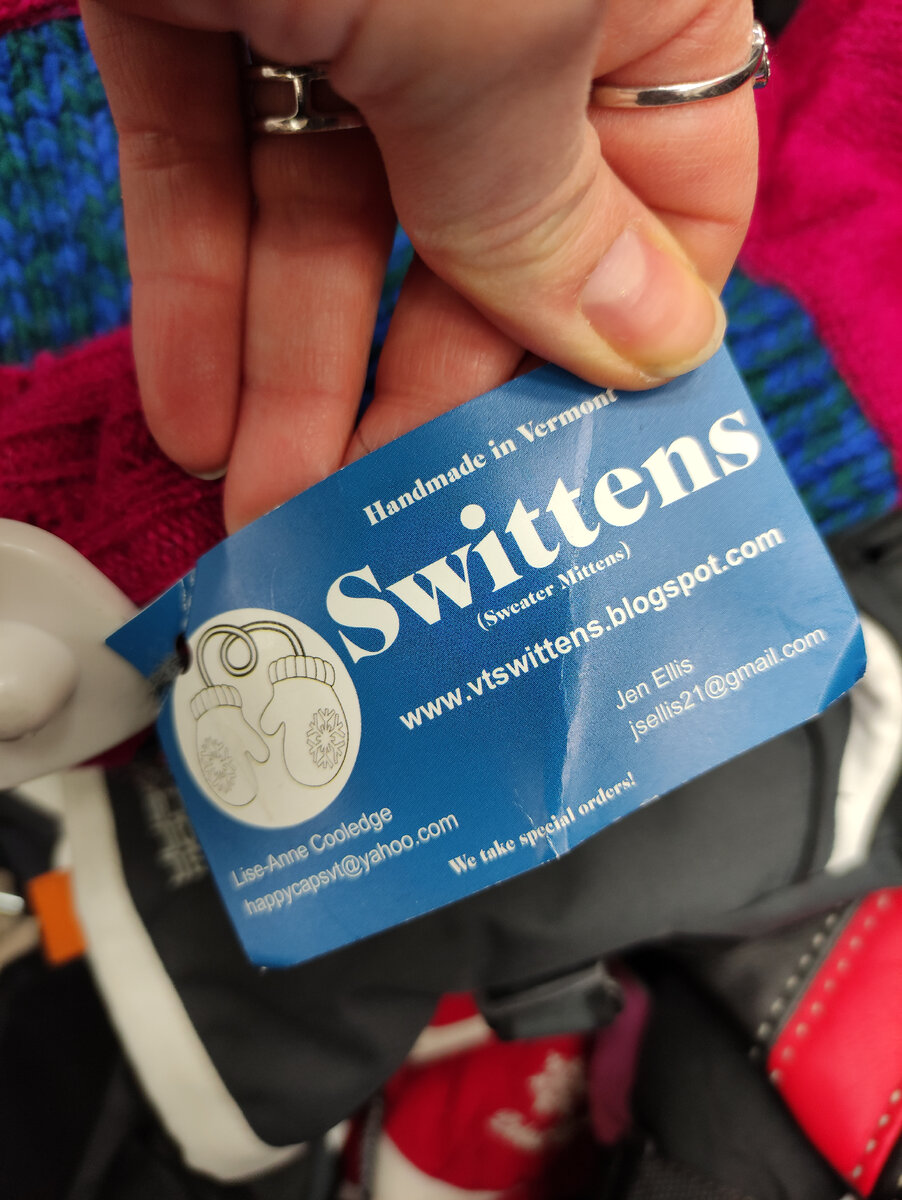 Handmade in Vermont
Swittens
(Sweater Mittens)
www.vtswittens.blogspot.com
Jen Ellis
jsellis21@gmail.com
Lise-Anne Cooledge
happycapsvt@yahoo.com
We take special orders!